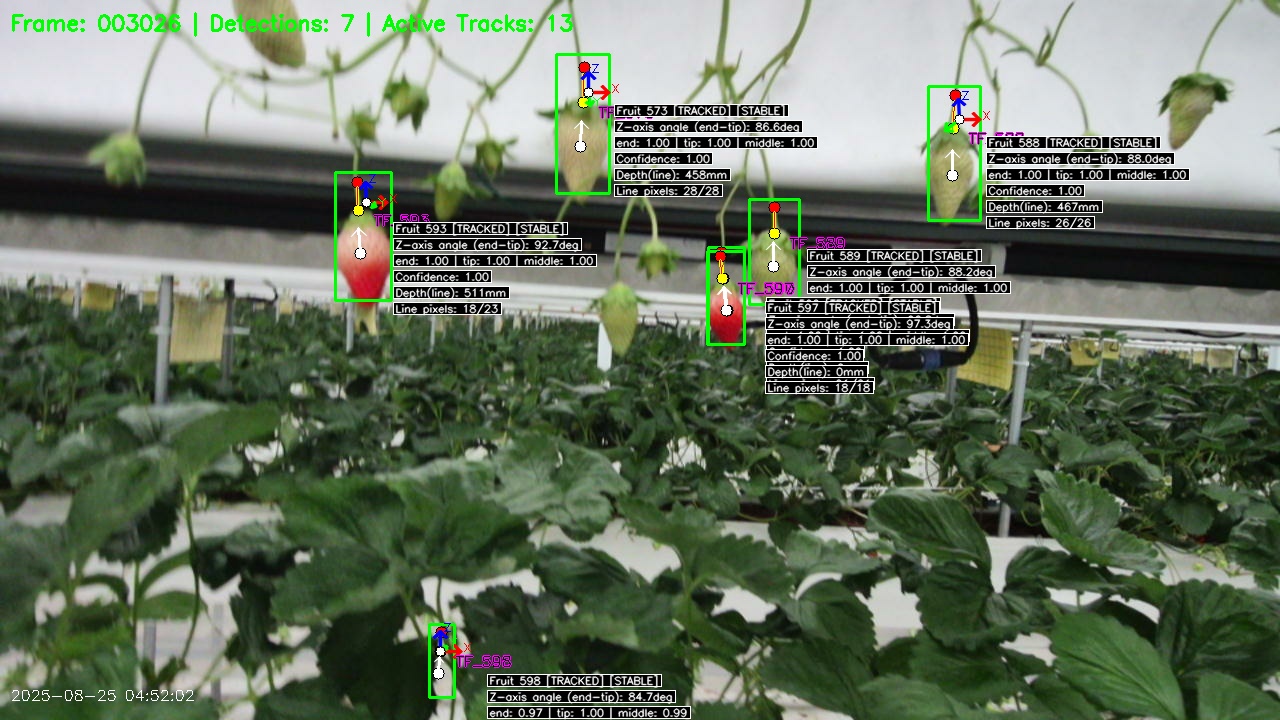 Frame: 003026 | Detections: 7 | Active Tracks: 13
Z
X
Fruit 573 [TRACKED] [STABLE]
Z-axis angle (end-tip): 86.6deg
end: 1.00 | tip: 1.00 | middle: 1.00
Confidence: 1.00
Depth(line): 458mm
Line pixels: 28/28
Z
X
Fruit 588 [TRACKED] [STABLE]
Z-axis angle (end-tip): 88.0deg
end: 1.00 | tip: 1.00 | middle: 1.00
Confidence: 1.00
Depth(line): 467mm
Line pixels: 26/26
Z
X
TF_593
Fruit 593 [TRACKED] [STABLE]
Z-axis angle (end-tip): 92.7deg
end: 1.00 | tip: 1.00 | middle: 1.00
Confidence: 1.00
Depth(line): 511mm
Line pixels: 18/23
TF_589
Fruit 589 [TRACKED] [STABLE]
Z-axis angle (end-tip): 88.2deg
end: 1.00 | tip: 1.00 | middle: 1.00
Fruit 597 [TRACKED] [STABLE]
Z-axis angle (end-tip): 97.3deg
end: 1.00 | tip: 1.00 | middle: 1.00
Confidence: 1.00
Depth(line): 0mm
Line pixels: 18/18
Z
X
TF_598
Fruit 598 [TRACKED] [STABLE]
Z-axis angle (end-tip): 84.7deg
end: 0.97 | tip: 1.00 | middle: 0.99
2025-08-25 04:52:02